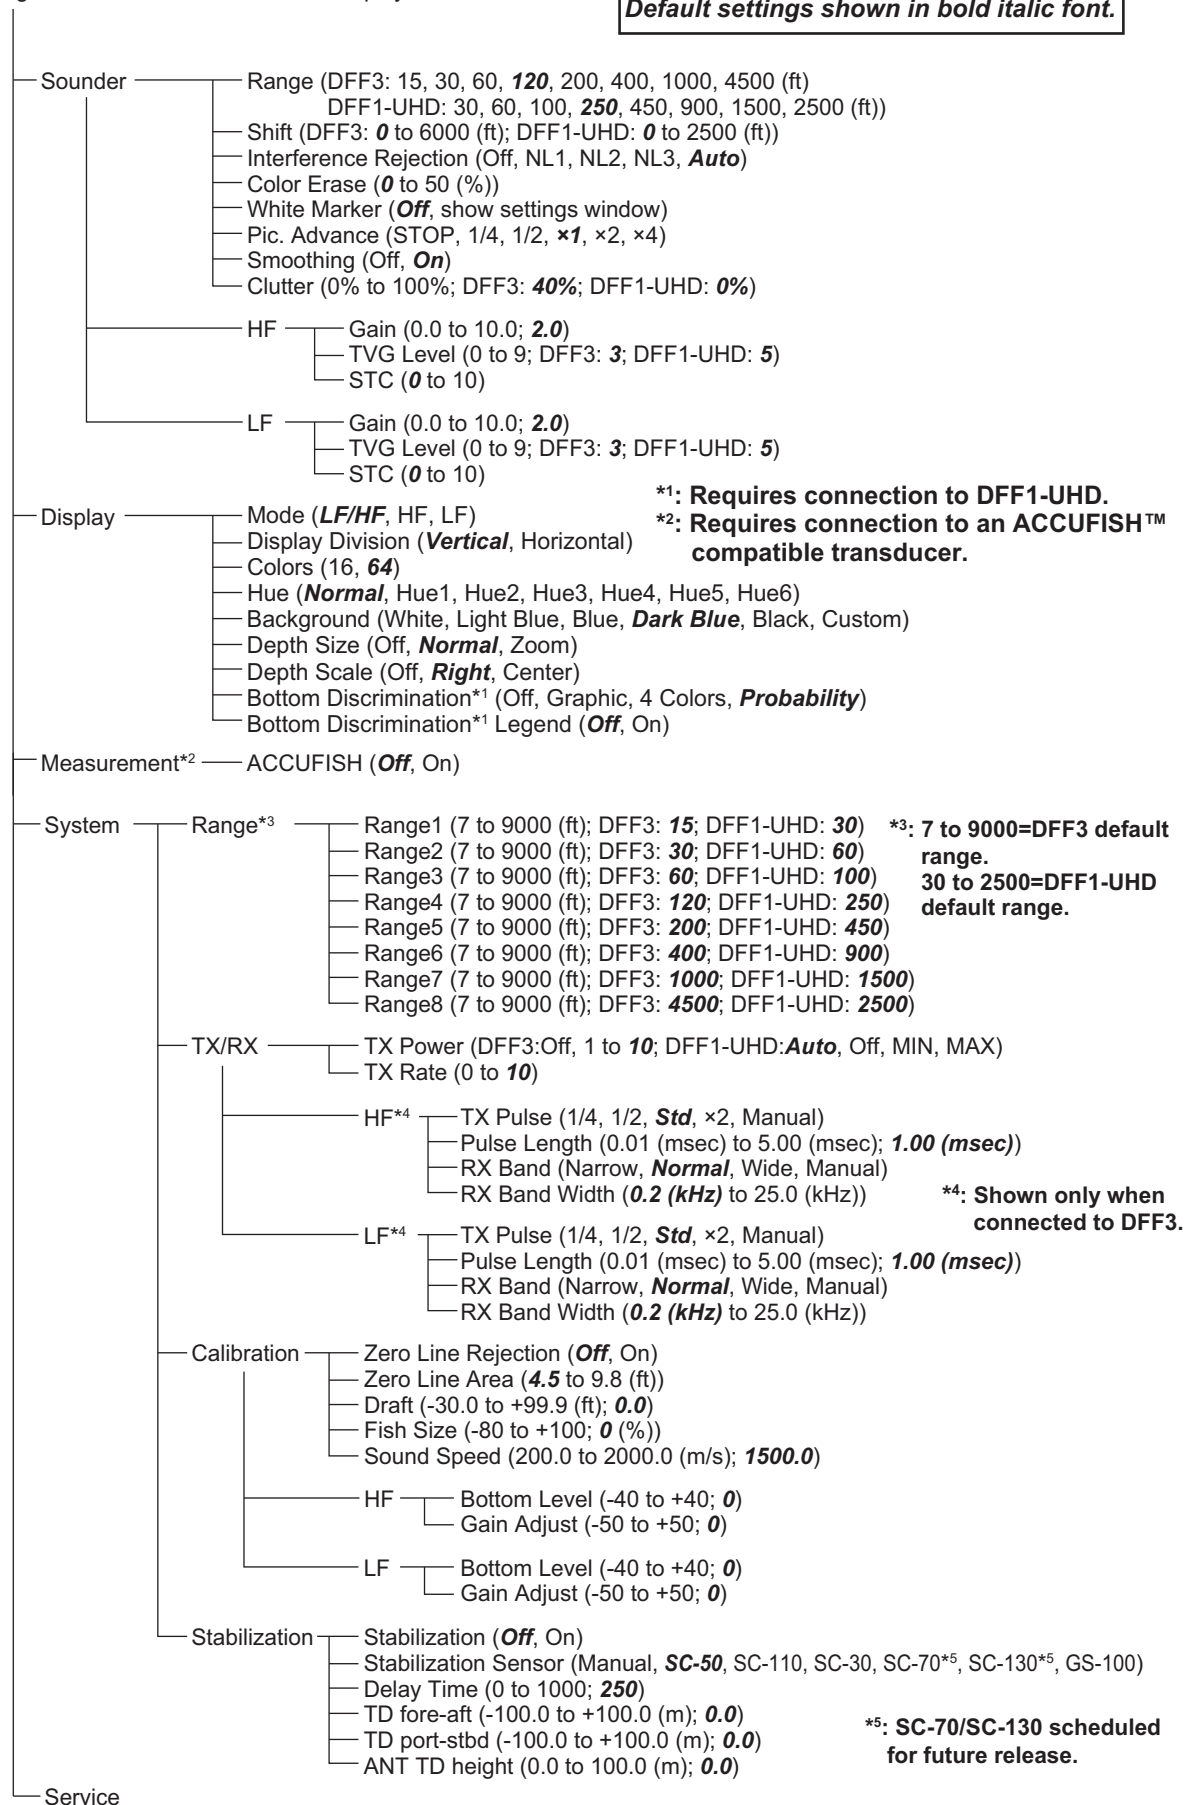 Default settings shown in bold italic font.
Sounder
Range (DFF3: 15, 30, 60, 120, 200, 400, 1000, 4500 (ft)
DFF1-UHD: 30, 60, 100, 250, 450, 900, 1500, 2500 (ft))
Shift (DFF3: 0 to 6000 (ft); DFF1-UHD: 0 to 2500 (ft))
Interference Rejection (Off, NL1, NL2, NL3, Auto)
Color Erase (0 to 50 (%))
White Marker (Off, show settings window)
Pic. Advance (STOP, 1/4, 1/2, ×1, ×2, ×4)
Smoothing (Off, On)
Clutter (0% to 100%; DFF3: 40%; DFF1-UHD: 0%)
HF
Gain (0.0 to 10.0; 2.0)
TVG Level (0 to 9; DFF3: 3; DFF1-UHD: 5)
STC (0 to 10)
LF
Gain (0.0 to 10.0; 2.0)
TVG Level (0 to 9; DFF3: 3; DFF1-UHD: 5)
STC (0 to 10)
*1: Requires connection to DFF1-UHD.
*2: Requires connection to an ACCUFISH™
compatible transducer.
Display
Mode (LF/HF, HF, LF)
Display Division (Vertical, Horizontal)
Colors (16, 64)
Hue (Normal, Hue1, Hue2, Hue3, Hue4, Hue5, Hue6)
Background (White, Light Blue, Blue, Dark Blue, Black, Custom)
Depth Size (Off, Normal, Zoom)
Depth Scale (Off, Right, Center)
Bottom Discrimination*1 (Off, Graphic, 4 Colors, Probability)
Bottom Discrimination*1 Legend (Off, On)
Measurement*2
ACCUFISH (Off, On)
System
Range*3
Range1 (7 to 9000 (ft); DFF3: 15; DFF1-UHD: 30)
Range2 (7 to 9000 (ft); DFF3: 30; DFF1-UHD: 60)
Range3 (7 to 9000 (ft); DFF3: 60; DFF1-UHD: 100)
Range4 (7 to 9000 (ft); DFF3: 120; DFF1-UHD: 250)
Range5 (7 to 9000 (ft); DFF3: 200; DFF1-UHD: 450)
Range6 (7 to 9000 (ft); DFF3: 400; DFF1-UHD: 900)
Range7 (7 to 9000 (ft); DFF3: 1000; DFF1-UHD: 1500)
Range8 (7 to 9000 (ft); DFF3: 4500; DFF1-UHD: 2500)
*3: 7 to 9000=DFF3 default
range.
30 to 2500=DFF1-UHD
default range.
TX/RX
TX Power (DFF3:Off, 1 to 10; DFF1-UHD:Auto, Off, MIN, MAX)
TX Rate (0 to 10)
HF*4
TX Pulse (1/4, 1/2, Std, ×2, Manual)
Pulse Length (0.01 (msec) to 5.00 (msec); 1.00 (msec))
RX Band (Narrow, Normal, Wide, Manual)
RX Band Width (0.2 (kHz) to 25.0 (kHz))
*4: Shown only when
connected to DFF3.
LF*4
TX Pulse (1/4, 1/2, Std, ×2, Manual)
Pulse Length (0.01 (msec) to 5.00 (msec); 1.00 (msec))
RX Band (Narrow, Normal, Wide, Manual)
RX Band Width (0.2 (kHz) to 25.0 (kHz))
Calibration
Zero Line Rejection (Off, On)
Zero Line Area (4.5 to 9.8 (ft))
Draft (-30.0 to +99.9 (ft); 0.0)
Fish Size (-80 to +100; 0 (%))
Sound Speed (200.0 to 2000.0 (m/s); 1500.0)
HF
Bottom Level (-40 to +40; 0)
Gain Adjust (-50 to +50; 0)
LF
Bottom Level (-40 to +40; 0)
Gain Adjust (-50 to +50; 0)
Stabilization
Stabilization (Off, On)
Stabilization Sensor (Manual, SC-50, SC-110, SC-30, SC-70*5, SC-130*5, GS-100)
Delay Time (0 to 1000; 250)
TD fore-aft (-100.0 to +100.0 (m); 0.0)
TD port-stbd (-100.0 to +100.0 (m); 0.0)
ANT TD height (0.0 to 100.0 (m); 0.0)
*5: SC-70/SC-130 scheduled
for future release.
Service